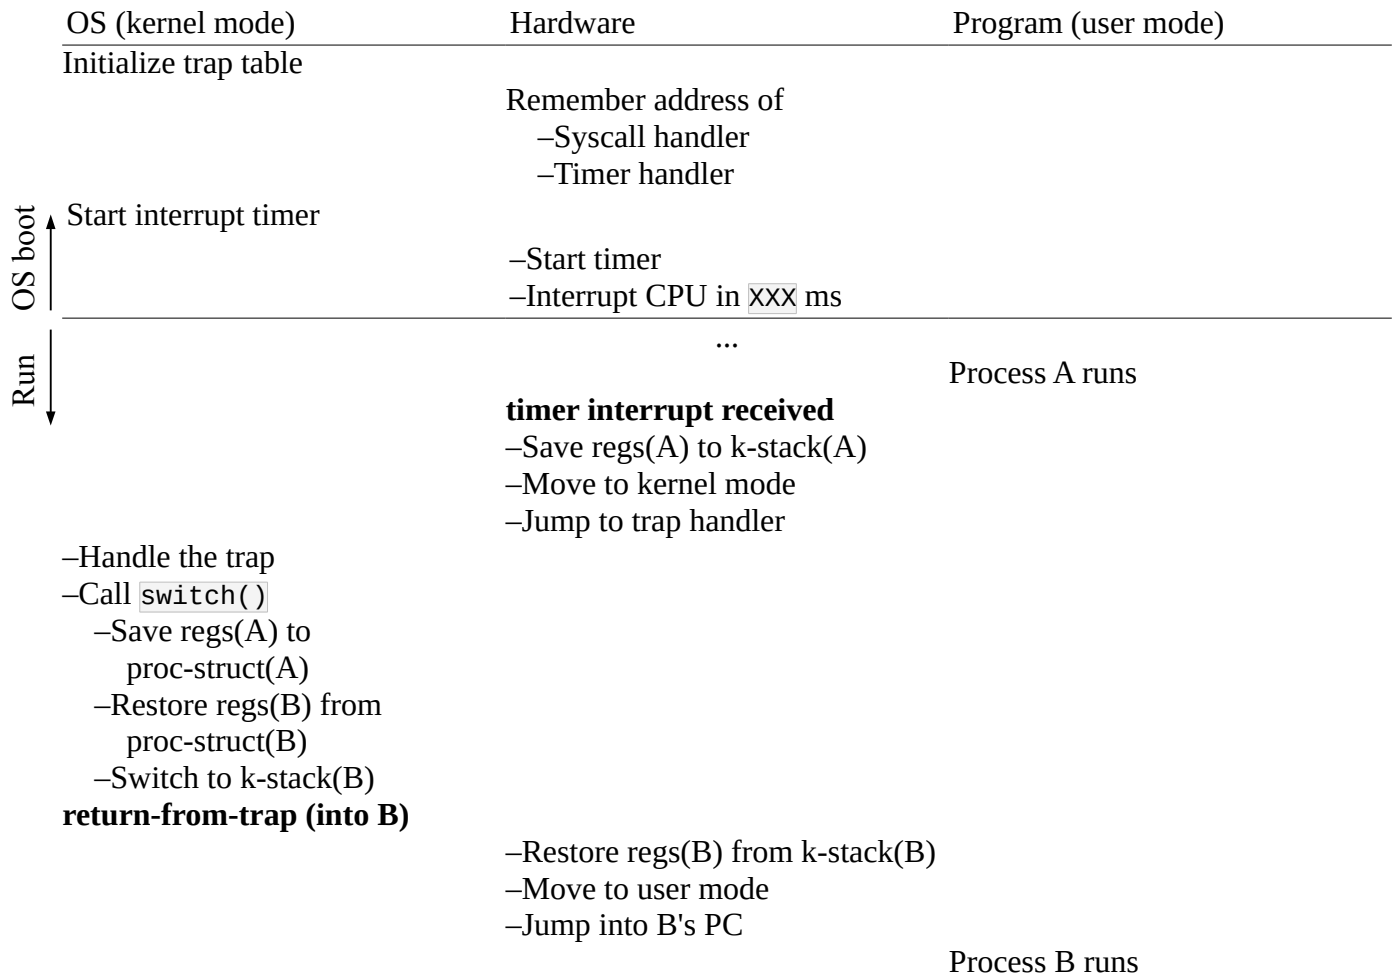 OS (kernel mode) Hardware Program (user mode)
Initialize trap table
Remember address of
–Syscall handler
–Timer handler
Start interrupt timer
OS boot
–Start timer
–Interrupt CPU in XXX ms
...
Run
Process A runs
timer interrupt received
–Save regs(A) to k-stack(A)
–Move to kernel mode
–Jump to trap handler
–Handle the trap
–Call switch()
–Save regs(A) to
proc-struct(A)
–Restore regs(B) from
proc-struct(B)
–Switch to k-stack(B)
return-from-trap (into B)
–Restore regs(B) from k-stack(B)
–Move to user mode
–Jump into B's PC
Process B runs